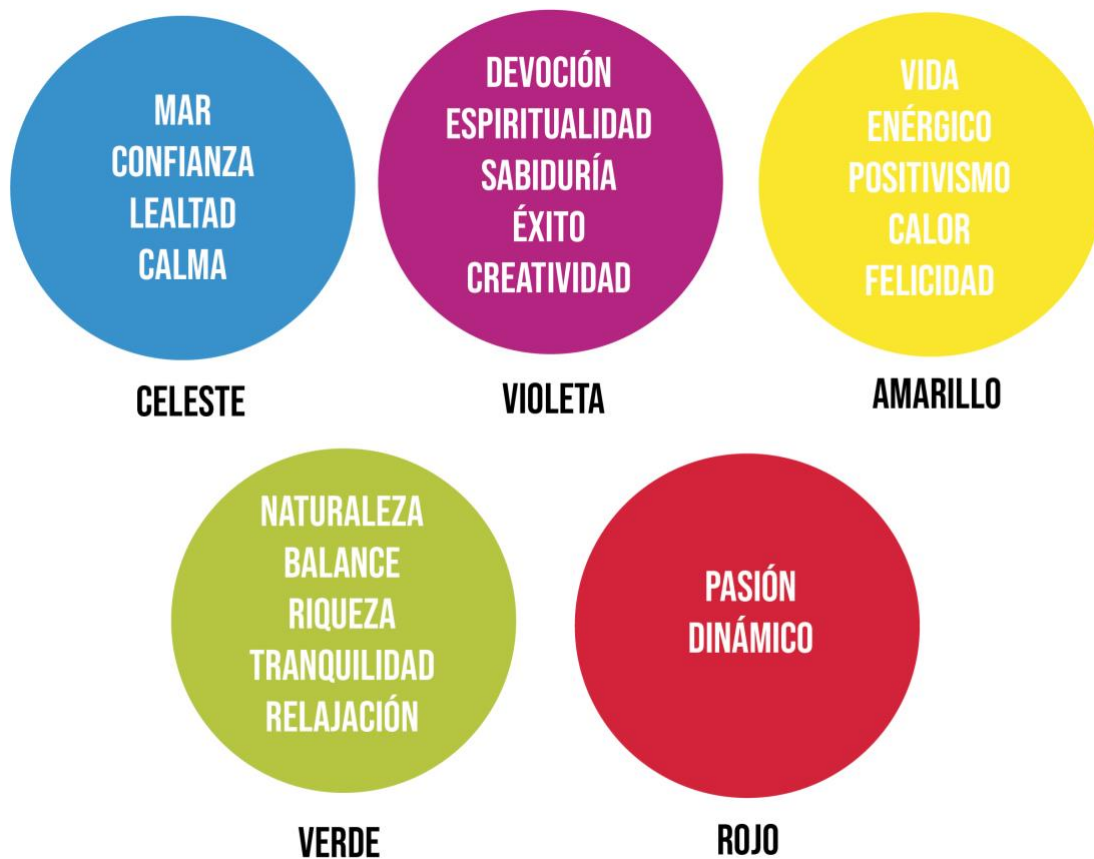 MAR
CONFIANZA
LEALTAD
CALMA
CELESTE
DEVOCIÓN
ESPIRITUALIDAD
SABIDURÍA
ÉXITO
CREATIVIDAD
VIOLETA
VIDA
ENÉRGICO
POSITIVISMO
CALOR
FELICIDAD
AMARILLO
NATURALEZA
BALANCE
RIQUEZA
TRANQUILIDAD
RELAJACIÓN
VERDE
PASIÓN
DINÁMICO
ROJO